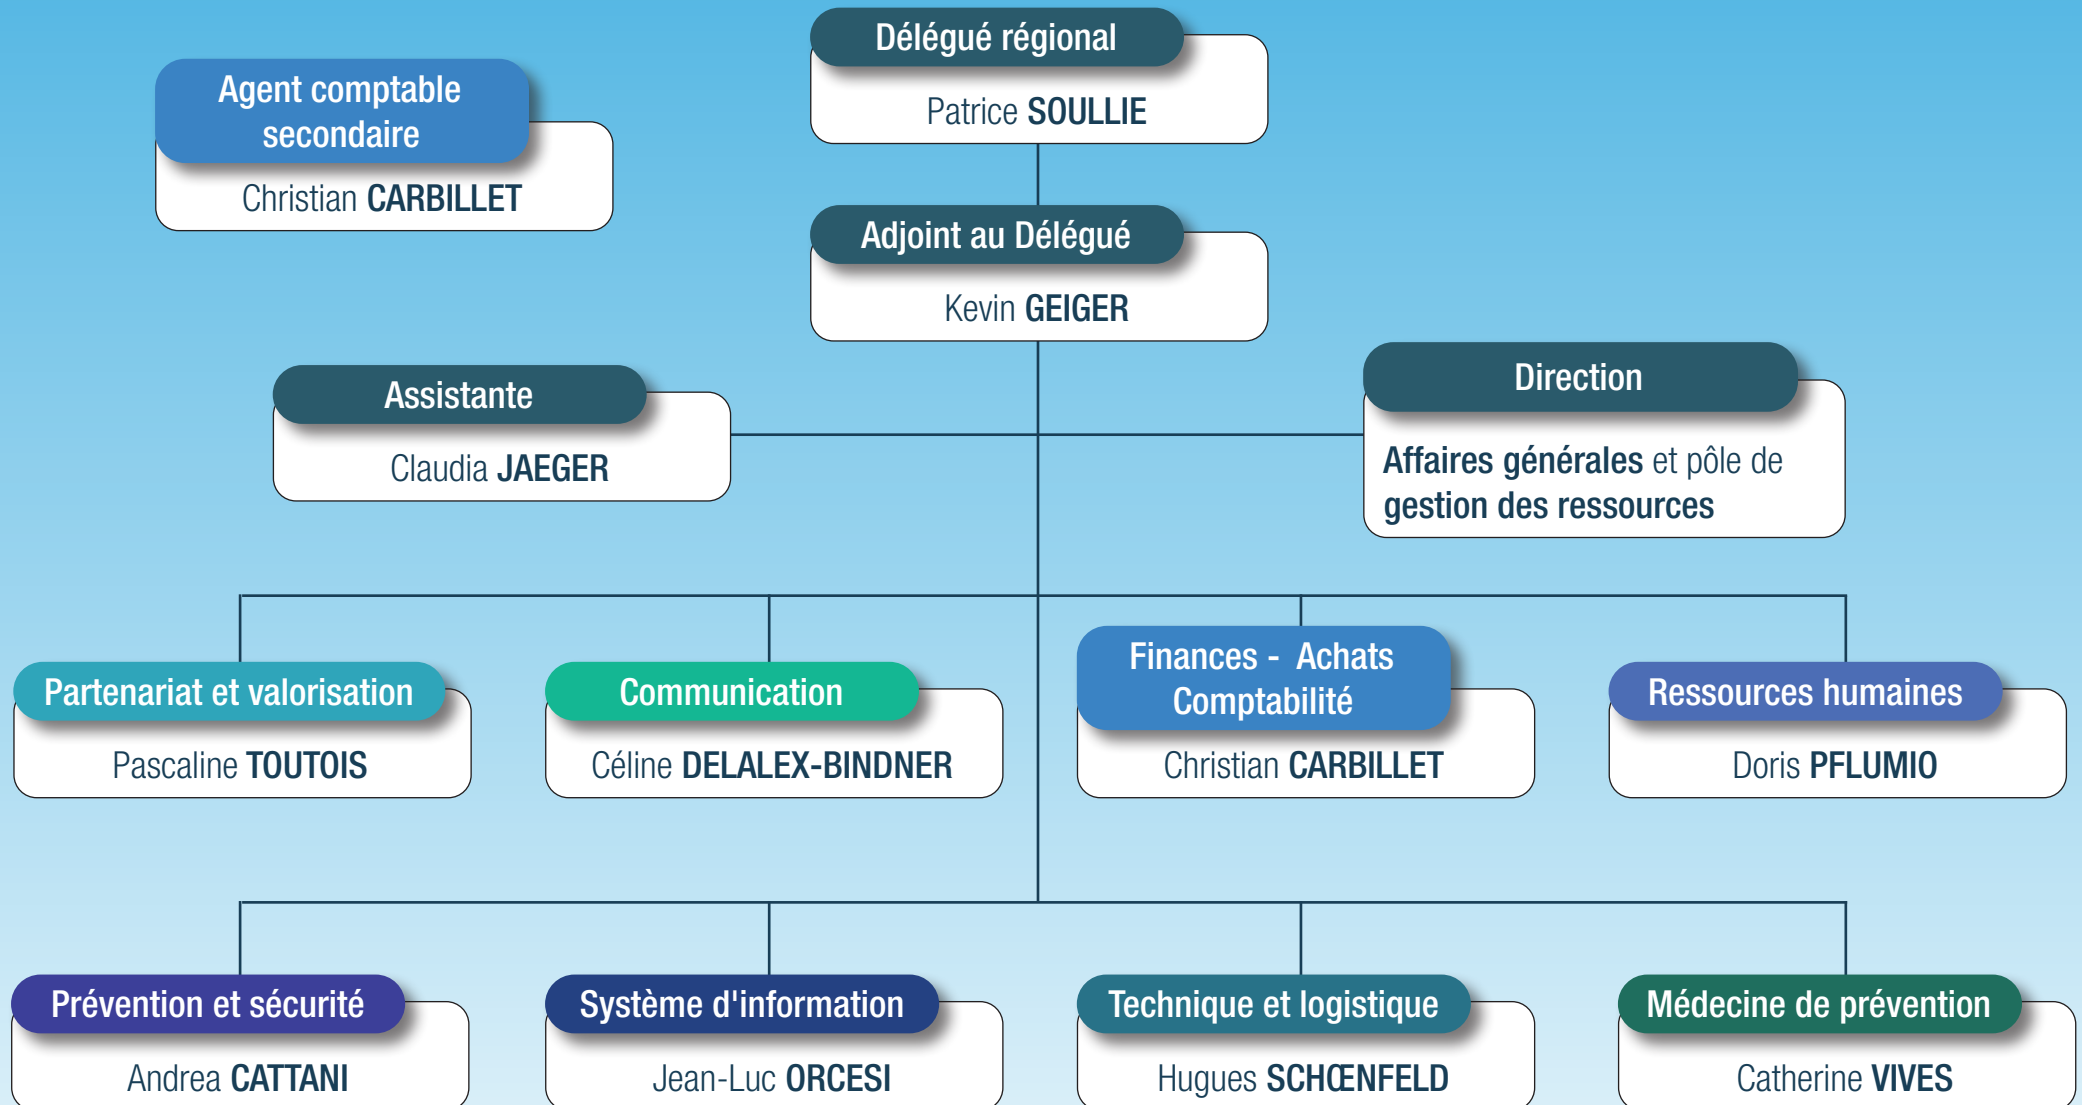 Délégué régional
Patrice SOULLIE
Agent comptable
secondaire
Christian CARBILLET
Adjoint au Délégué
Kevin GEIGER
Assistante
Claudia JAEGER
Direction
Affaires générales et pôle de
gestion des ressources
Partenariat et valorisation
Pascaline TOUTOIS
Communication
Céline DELALEX-BINDNER
Finances - Achats
Comptabilité
Christian CARBILLET
Ressources humaines
Doris PFLUMIO
Prévention et sécurité
Andrea CATTANI
Système d'information
Jean-Luc ORCESI
Technique et logistique
Hugues SCHŒNFELD
Médecine de prévention
Catherine VIVES